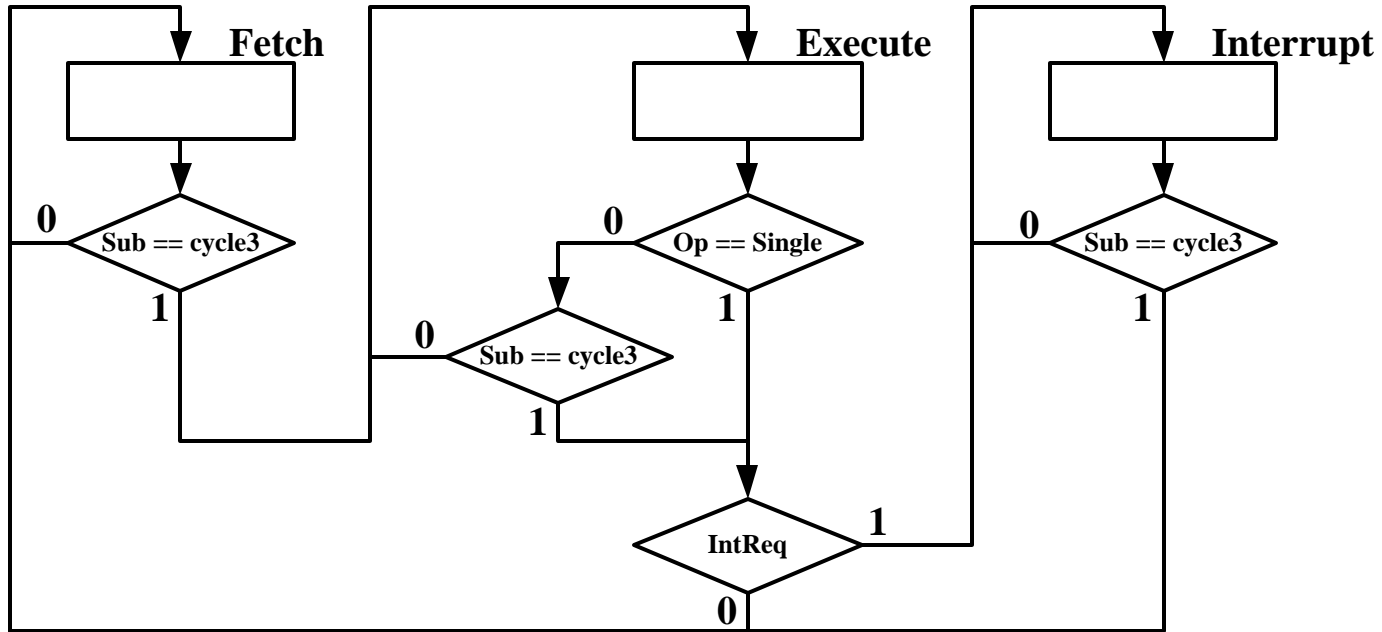 Fetch
Execute
Interrupt
0
Sub == cycle3
1
0
Op == Single
1
0
Sub == cycle3
1
0
Sub == cycle3
1
IntReq
1
0